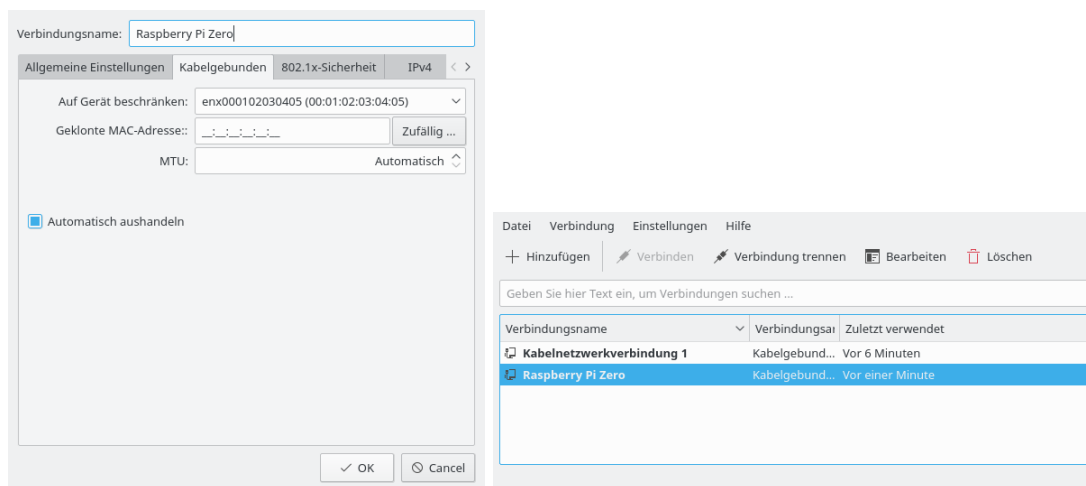 Verbindungsname: Raspberry Pi Zero
Allgemeine Einstellungen Kabelgebunden 802.1x-Sicherheit IPv4
Auf Gerät beschränken: enx000102030405 (00:01:02:03:04:05)
Geklonte MAC-Adresse:: __:__:__:__:__:__ Zufällig ...
MTU: Automatisch
Automatisch aushandeln
OK Cancel
Datei Verbindung Einstellungen Hilfe
Hinzufügen Verbinden Verbindung trennen Bearbeiten Löschen
Geben Sie hier Text ein, um Verbindungen suchen ...
Verbindungsname Verbindungsar Zuletzt verwendet
Kabelnetzwerkverbindung 1 Kabelgebund... Vor 6 Minuten
Raspberry Pi Zero Kabelgebund... Vor einer Minute